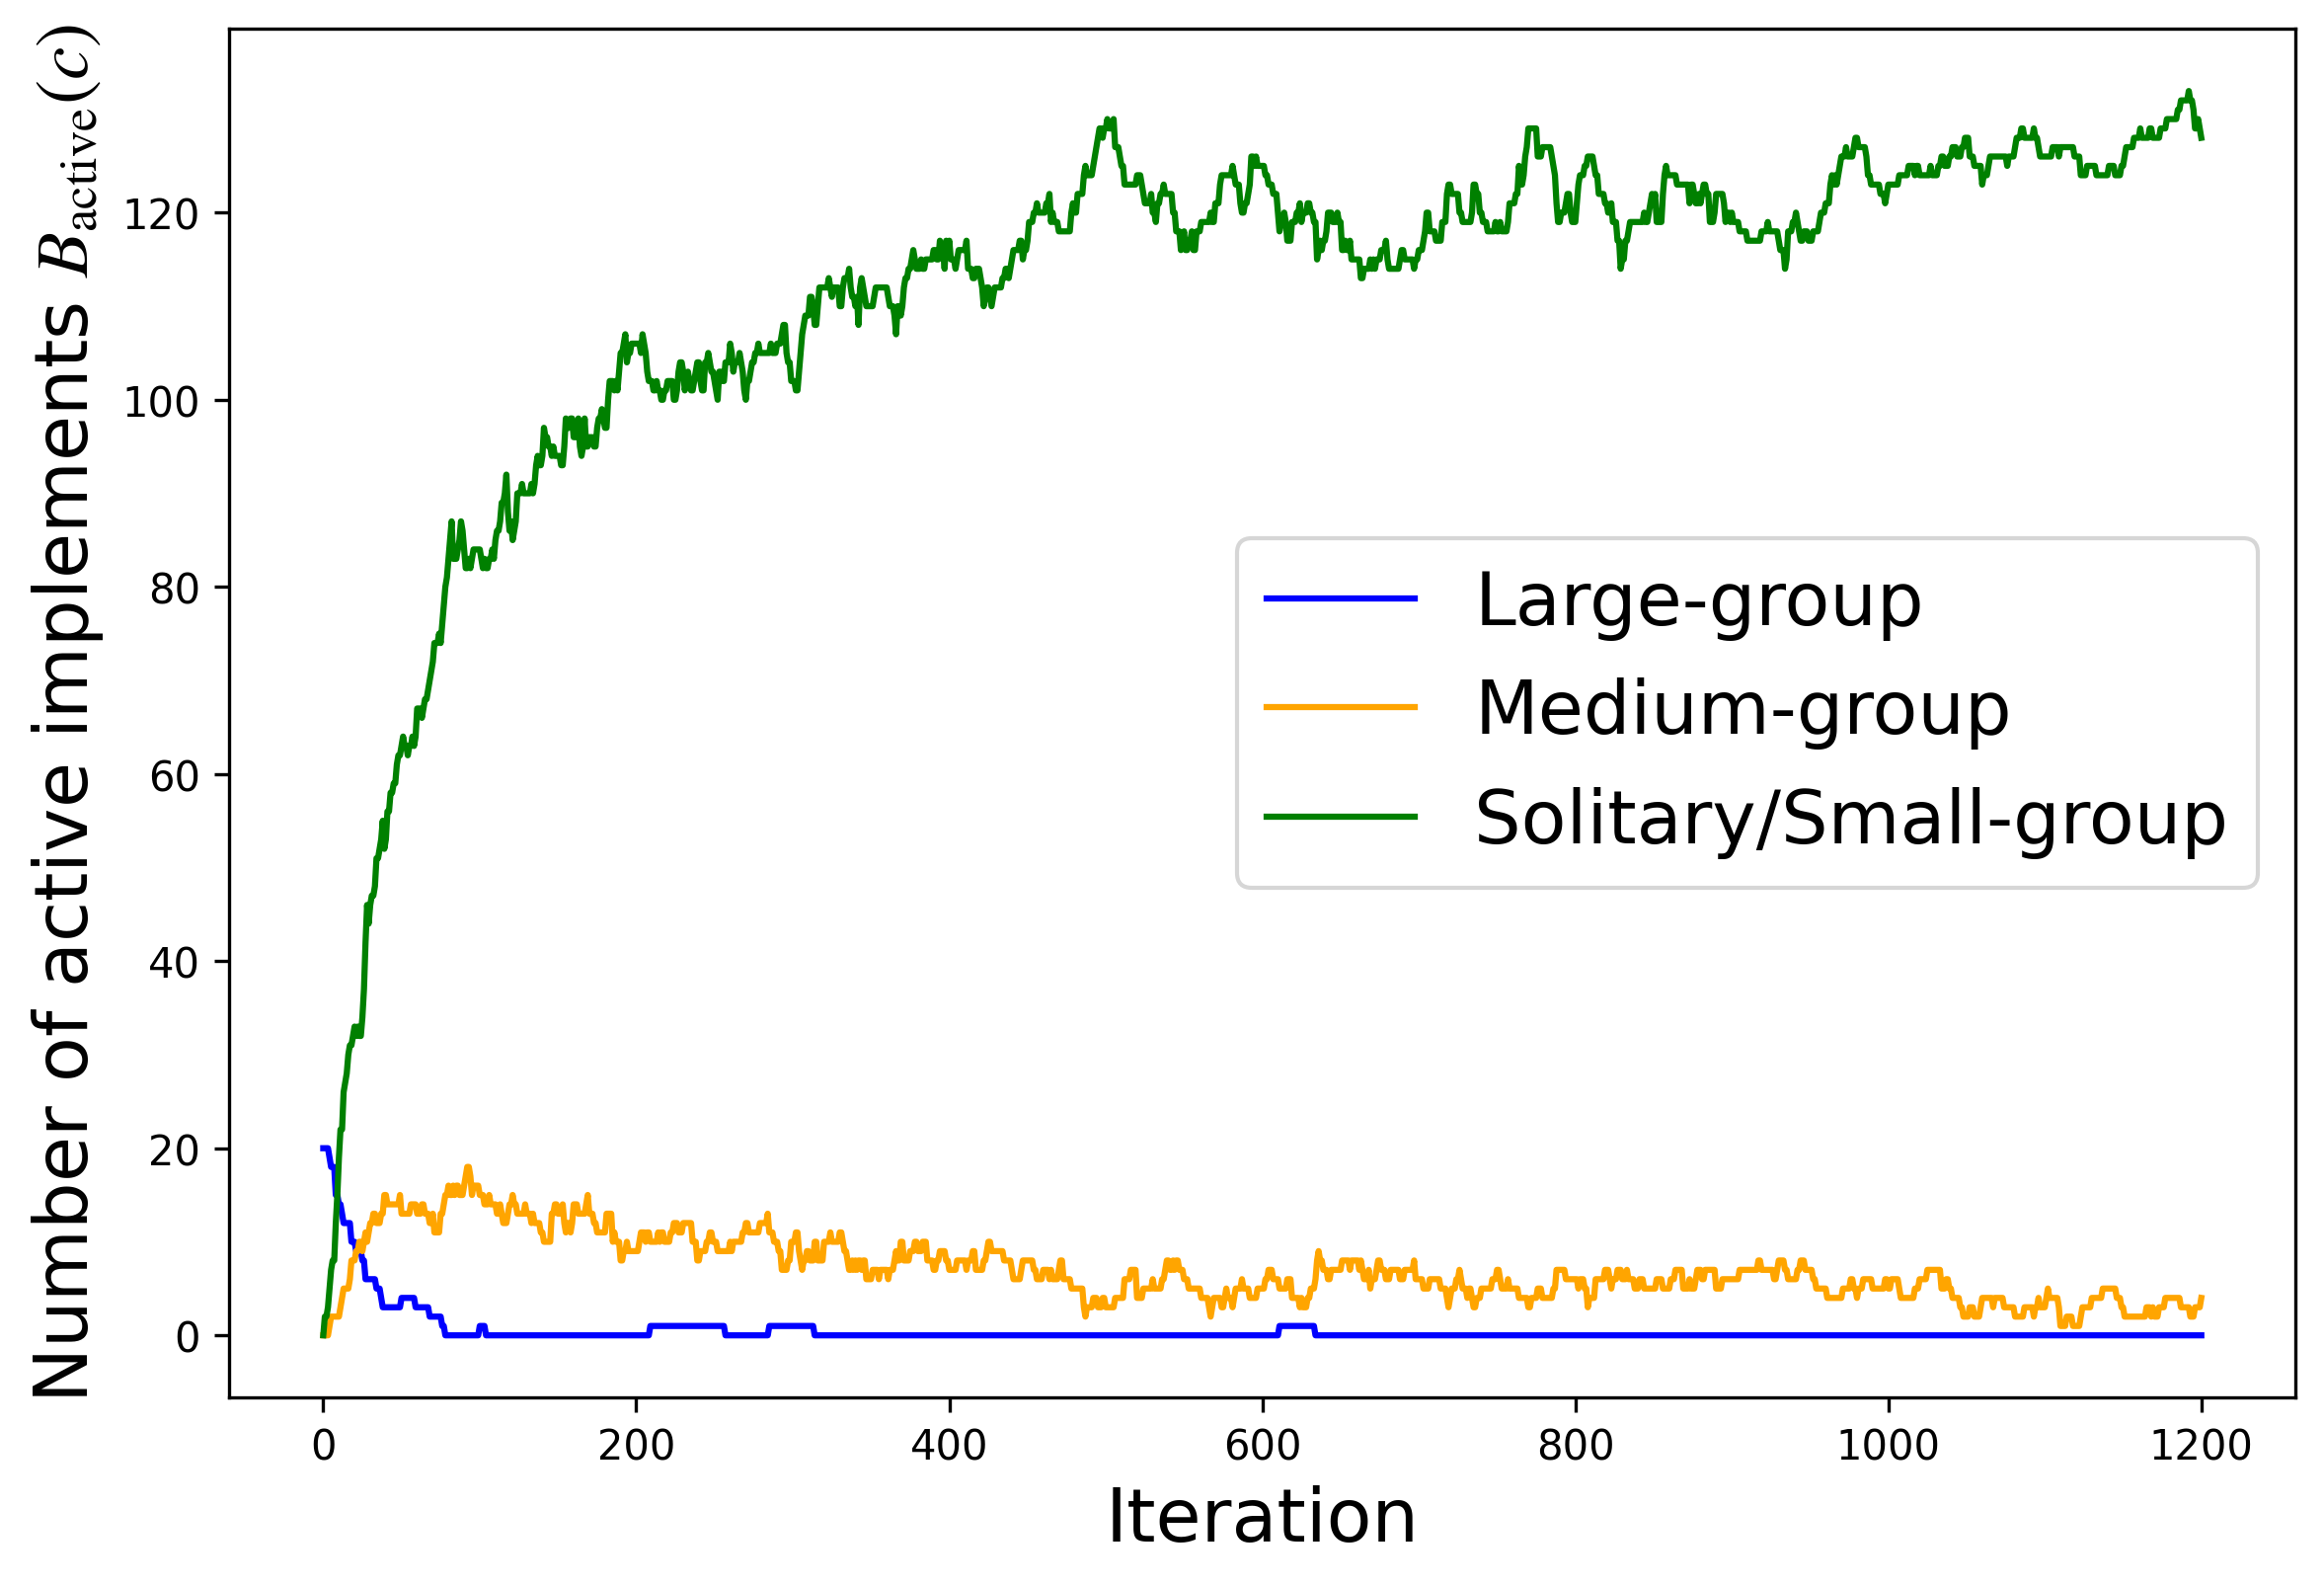 Number of active implements B_active(c)
120
100
80
60
40
20
0
Large-group
Medium-group
Solitary/Small-group
0 200 400 600 800 1000 1200
Iteration